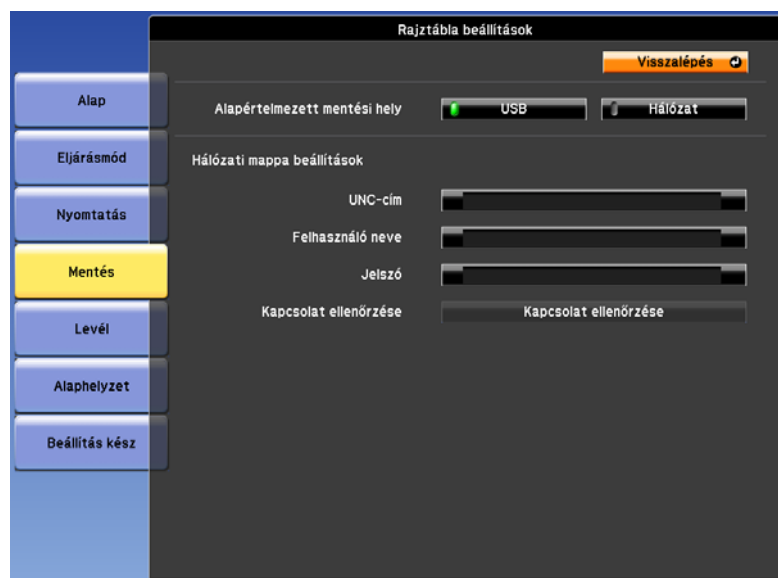 Rajztábla beállítások
Visszalépés
Alap
Alapértelmezett mentési hely
USB
Hálózat
Eljárásmód
Hálózati mappa beállítások
UNC-cím
Nyomtatás
Felhasználó neve
Mentés
Jelszó
Kapcsolat ellenőrzése
Kapcsolat ellenőrzése
Levél
Alaphelyzet
Beállítás kész